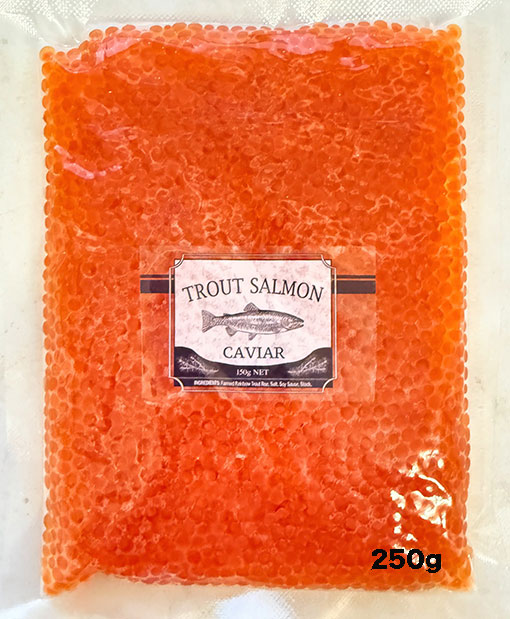 TROUT SALMON
CAVIAR
150g NET
INGREDIENTS: Farmed Rainbow Trout Roe, Salt, Soy Sauce, Stock.
250g